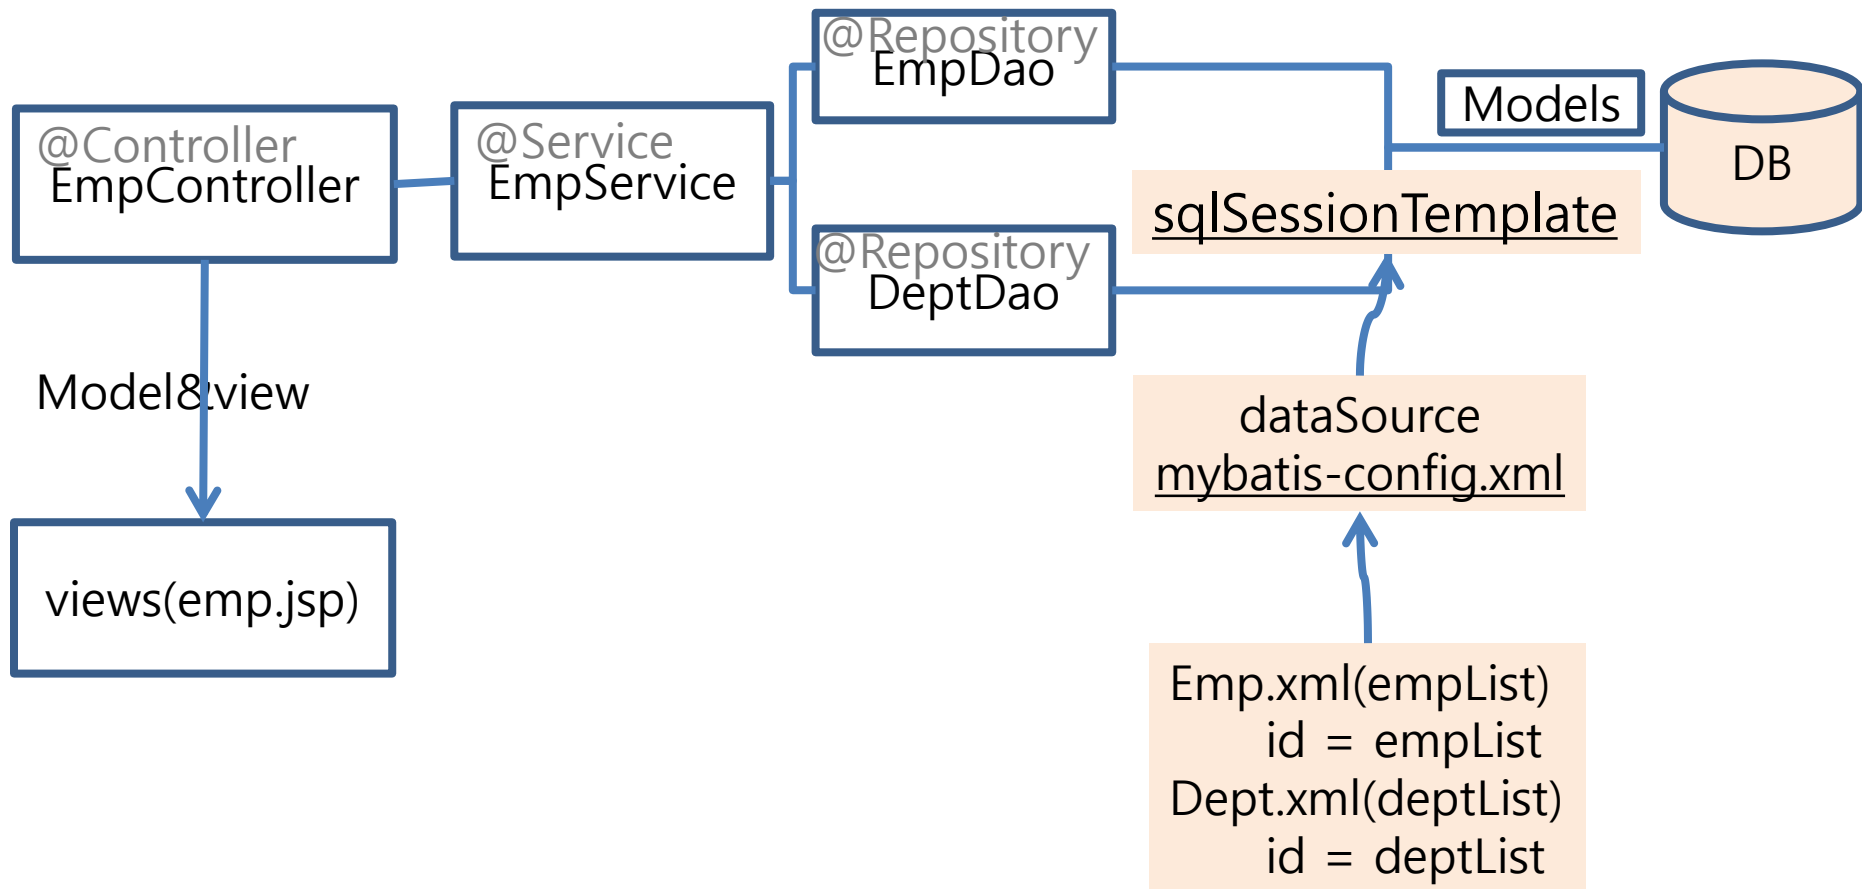 @Controller
EmpController
@Service
EmpService
@Repository
EmpDao
@Repository
DeptDao
Models
DB
sqlSessionTemplate
Model&view
dataSource
mybatis-config.xml
views(emp.jsp)
Emp.xml(empList)
id = empList
Dept.xml(deptList)
id = deptList